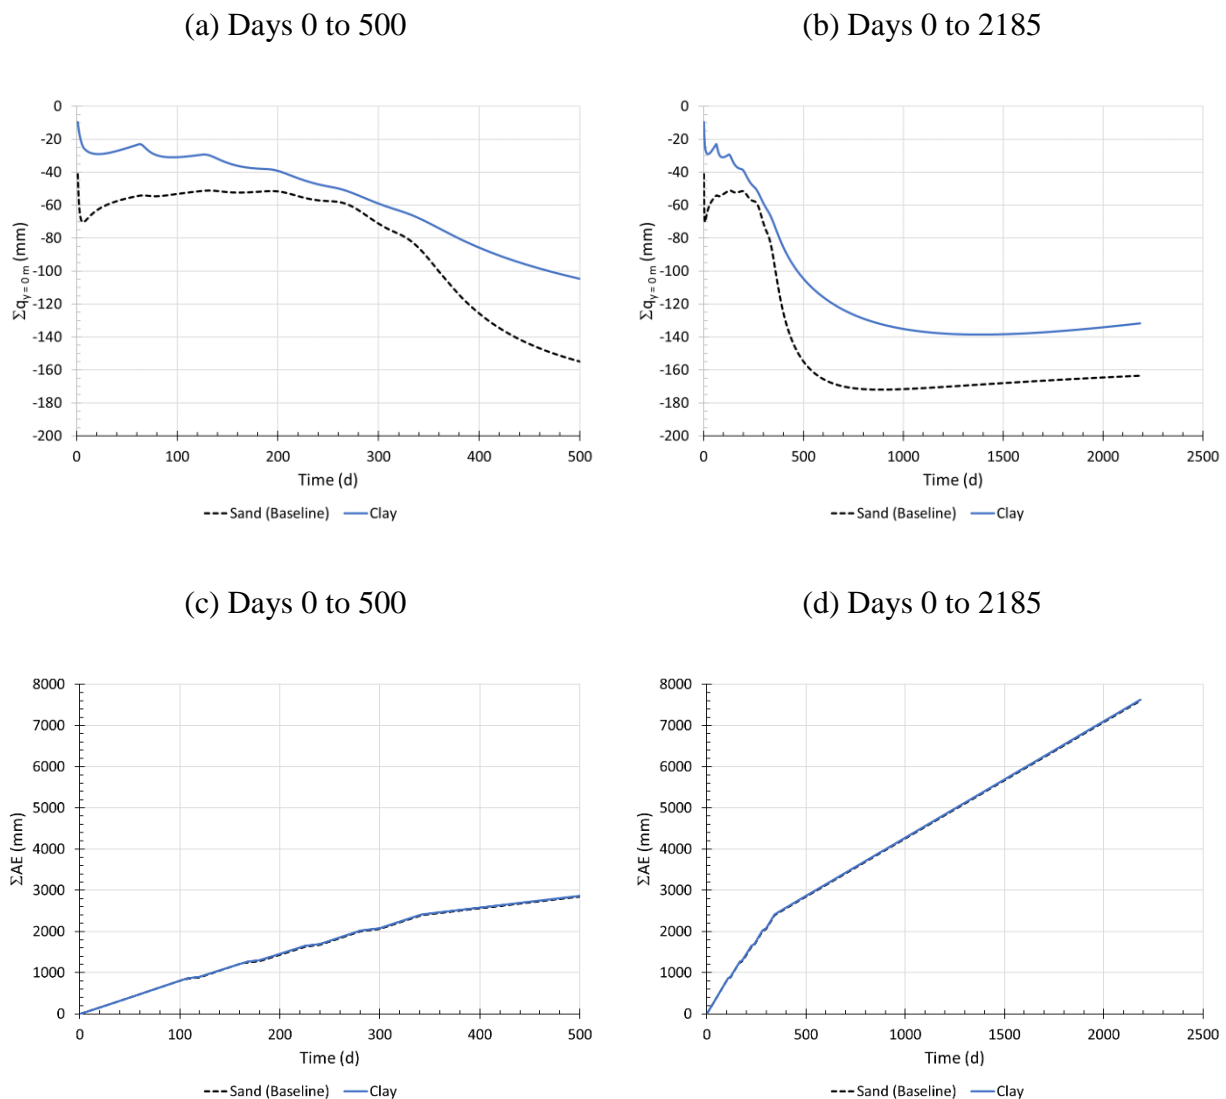 (a) Days 0 to 500
(b) Days 0 to 2185
0
-20
-40
-60
-80
-100
-120
-140
-160
-180
-200
Σq y = 0 m (mm)
0 100 200 300 400 500
Time (d)
Sand (Baseline) Clay
0
-20
-40
-60
-80
-100
-120
-140
-160
-180
-200
Σq y = 0 m (mm)
0 500 1000 1500 2000 2500
Time (d)
Sand (Baseline) Clay
(c) Days 0 to 500
(d) Days 0 to 2185
8000
7000
6000
5000
4000
3000
2000
1000
0
ΣAE (mm)
0 100 200 300 400 500
Time (d)
Sand (Baseline) Clay
8000
7000
6000
5000
4000
3000
2000
1000
0
ΣAE (mm)
0 500 1000 1500 2000 2500
Time (d)
Sand (Baseline) Clay